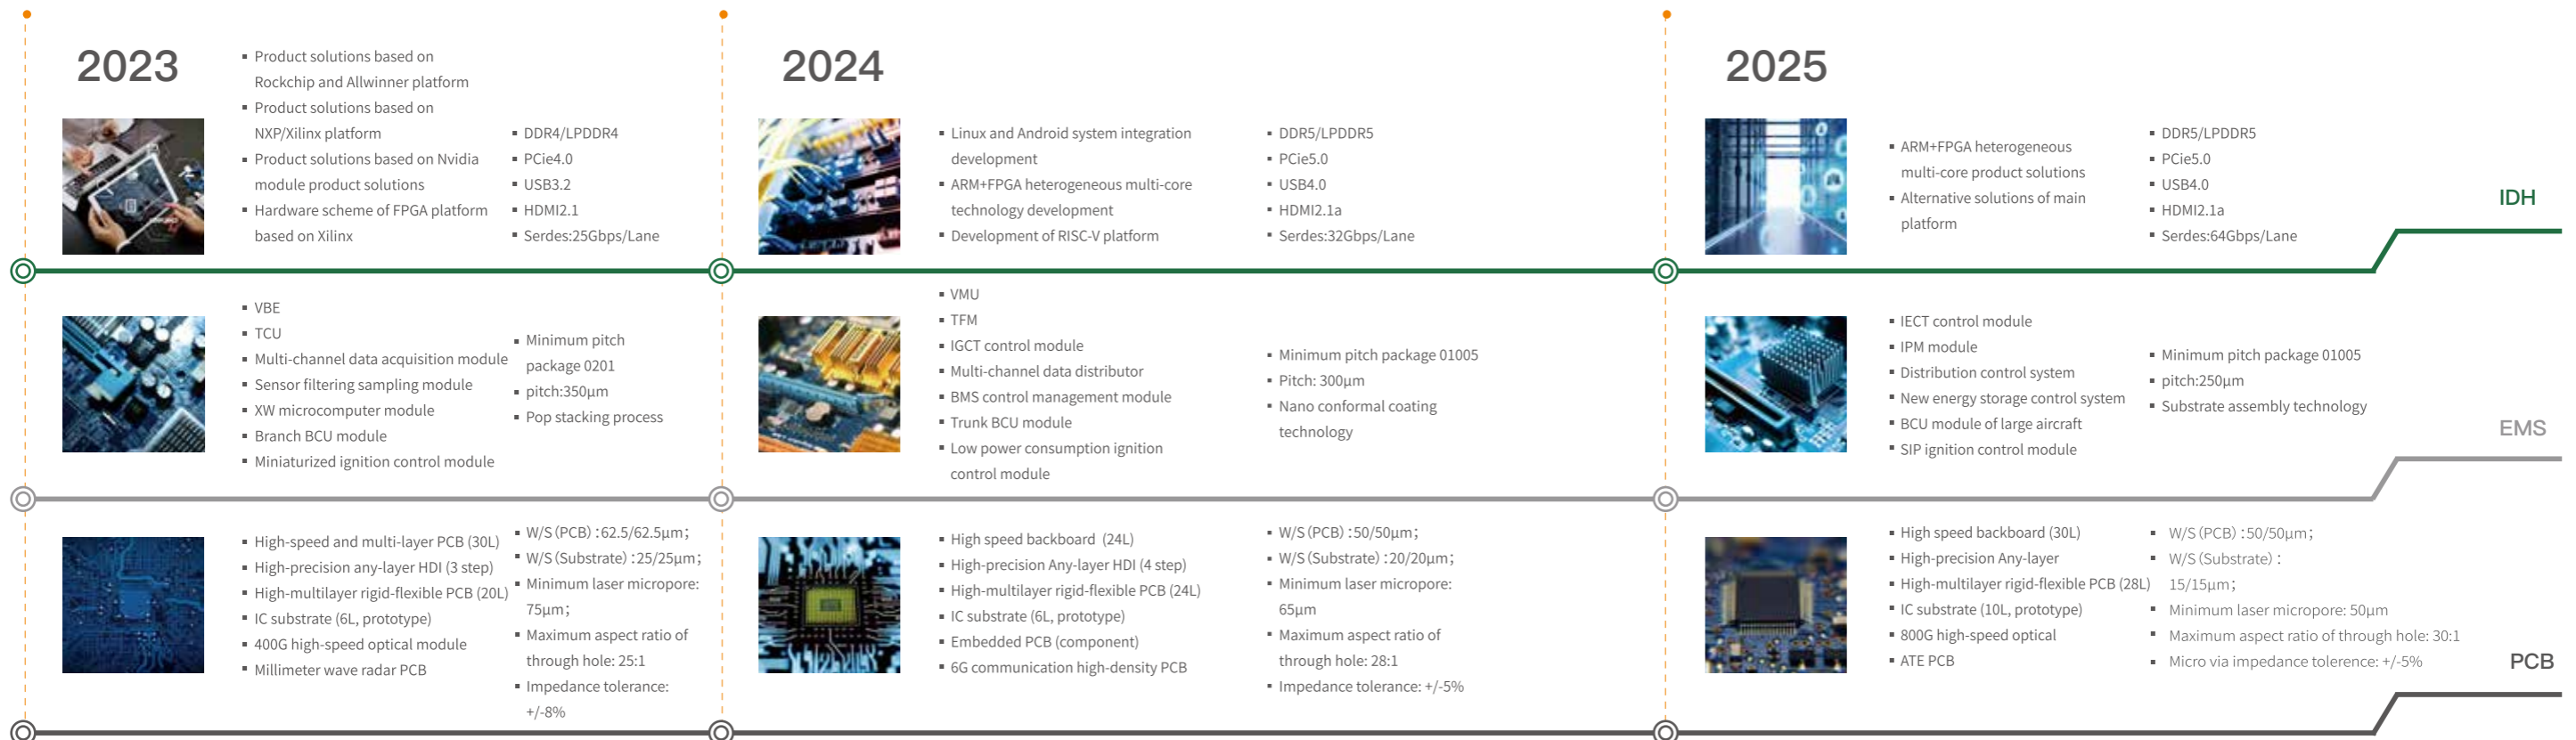 2023
Product solutions based on
Rockchip and Allwinner platform
Product solutions based on
NXP/Xilinx platform
Product solutions based on Nvidia
module product solutions
Hardware scheme of FPGA platform
based on Xilinx
DDR4/LPDDR4
PCie4.0
USB3.2
HDMI2.1
Serdes:25Gbps/Lane
2024
Linux and Android system integration
development
ARM+FPGA heterogeneous multi-core
technology development
Development of RISC-V platform
DDR5/LPDDR5
PCie5.0
USB4.0
HDMI2.1a
Serdes:32Gbps/Lane
2025
ARM+FPGA heterogeneous
multi-core product solutions
Alternative solutions of main
platform
DDR5/LPDDR5
PCie5.0
USB4.0
HDMI2.1a
Serdes:64Gbps/Lane
IDH
VBE
TCU
Multi-channel data acquisition module
Sensor filtering sampling module
XW microcomputer module
Branch BCU module
Miniaturized ignition control module
Minimum pitch
package 0201
pitch:350μm
Pop stacking process
VMU
TFM
IGCT control module
Multi-channel data distributor
BMS control management module
Trunk BCU module
Low power consumption ignition
control module
Minimum pitch package 01005
Pitch: 300μm
Nano conformal coating
technology
IECT control module
IPM module
Distribution control system
New energy storage control system
BCU module of large aircraft
SIP ignition control module
Minimum pitch package 01005
pitch:250μm
Substrate assembly technology
EMS
High-speed and multi-layer PCB (30L)
High-precision any-layer HDI (3 step)
High-multilayer rigid-flexible PCB (20L)
IC substrate (6L, prototype)
400G high-speed optical module
Millimeter wave radar PCB
W/S（PCB）：62.5/62.5μm；
W/S（Substrate）：25/25μm；
Minimum laser micropore:
75μm；
Maximum aspect ratio of
through hole: 25:1
Impedance tolerance:
+/-8%
High speed backboard (24L)
High-precision Any-layer HDI (4 step)
High-multilayer rigid-flexible PCB (24L)
IC substrate (6L, prototype)
Embedded PCB (component)
6G communication high-density PCB
W/S（PCB）：50/50μm；
W/S（Substrate）：20/20μm；
Minimum laser micropore:
65μm
Maximum aspect ratio of
through hole: 28:1
Impedance tolerance: +/-5%
High speed backboard (30L)
High-precision Any-layer
High-multilayer rigid-flexible PCB (28L)
IC substrate (10L, prototype)
800G high-speed optical
ATE PCB
W/S（PCB）：50/50μm；
W/S（Substrate）：
15/15μm；
Minimum laser micropore: 50μm
Maximum aspect ratio of through hole: 30:1
Micro via impedance tolerence: +/-5%
PCB